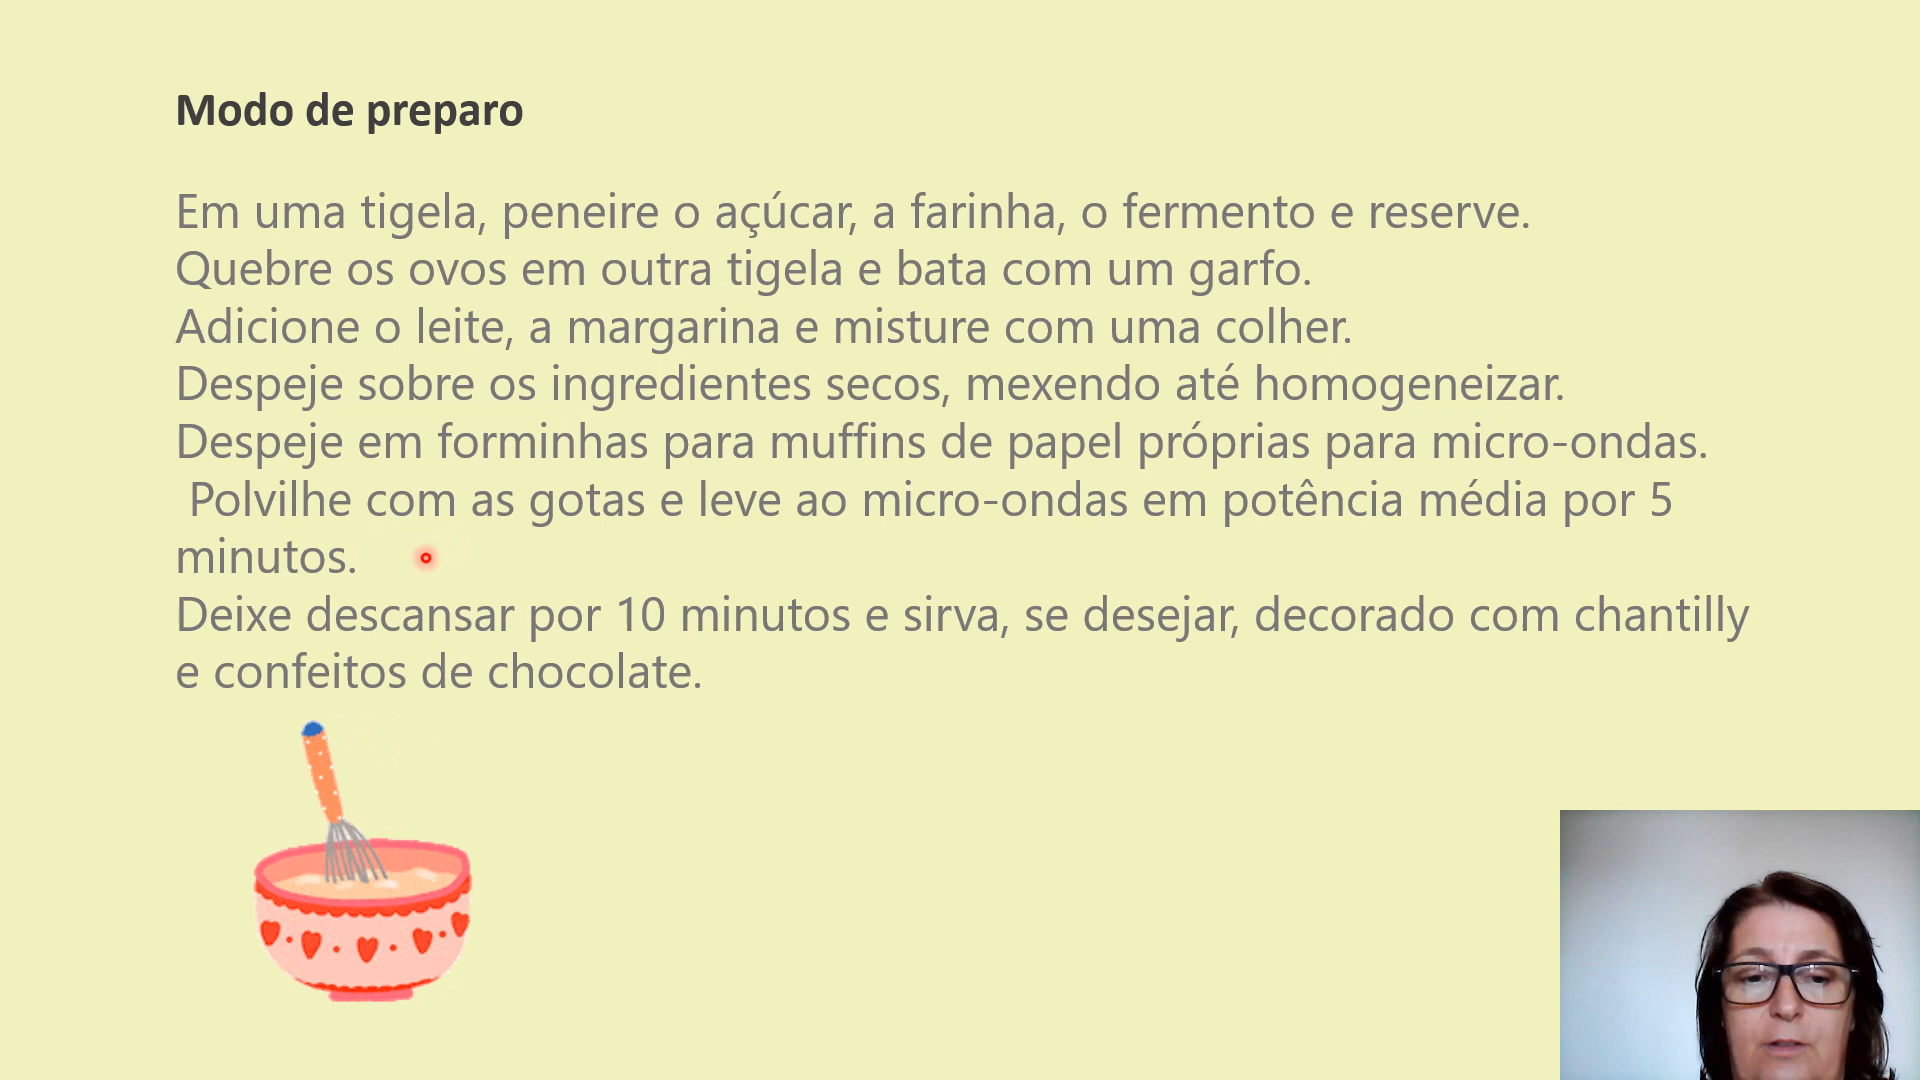 Modo de preparo
Em uma tigela, peneire o açúcar, a farinha, o fermento e reserve.
Quebre os ovos em outra tigela e bata com um garfo.
Adicione o leite, a margarina e misture com uma colher.
Despeje sobre os ingredientes secos, mexendo até homogeneizar.
Despeje em forminhas para muffins de papel próprias para micro-ondas.
Polvilhe com as gotas e leve ao micro-ondas em potência média por 5
minutos.
Deixe descansar por 10 minutos e sirva, se desejar, decorado com chantilly
e confeitos de chocolate.